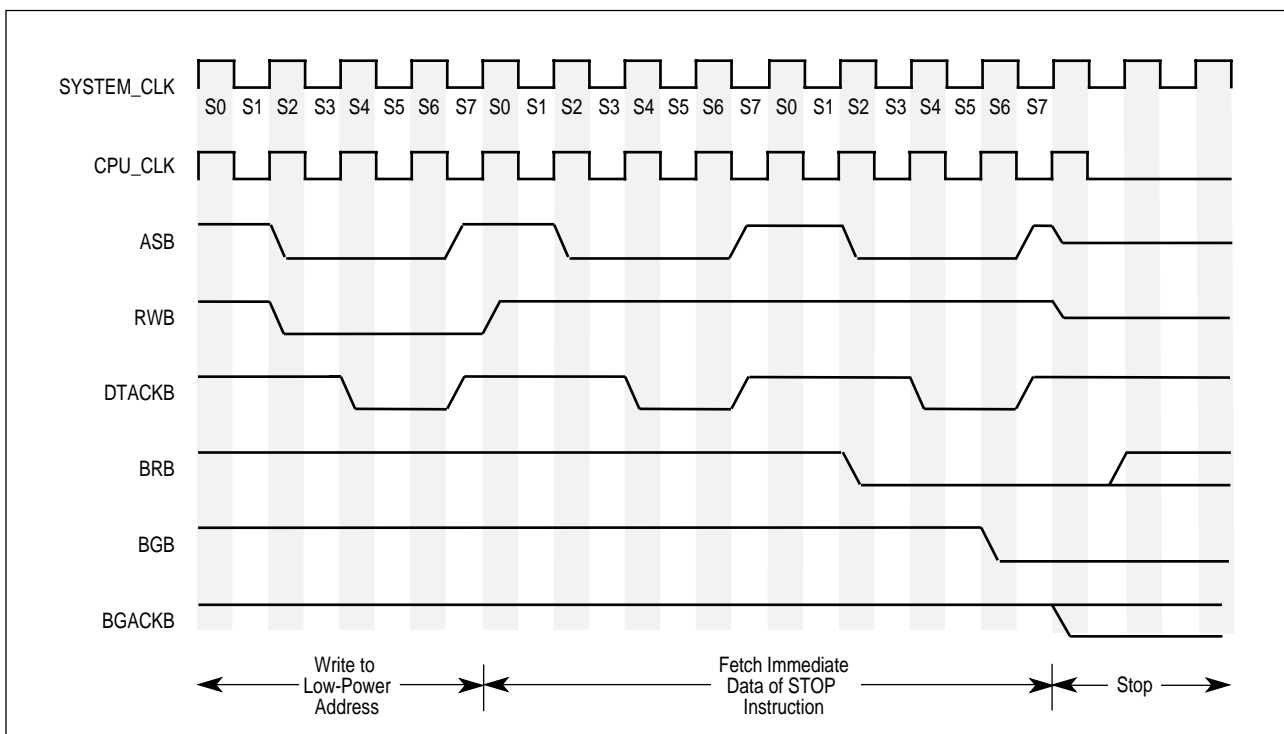 SYSTEM_CLK
S0 S1 S2 S3 S4 S5 S6 S7 S0 S1 S2 S3 S4 S5 S6 S7 S0 S1 S2 S3 S4 S5 S6 S7
CPU_CLK
ASB
RWB
DTACKB
BRB
BGB
BGACKB
Write to
Low-Power
Address
Fetch Immediate
Data of STOP
Instruction
Stop